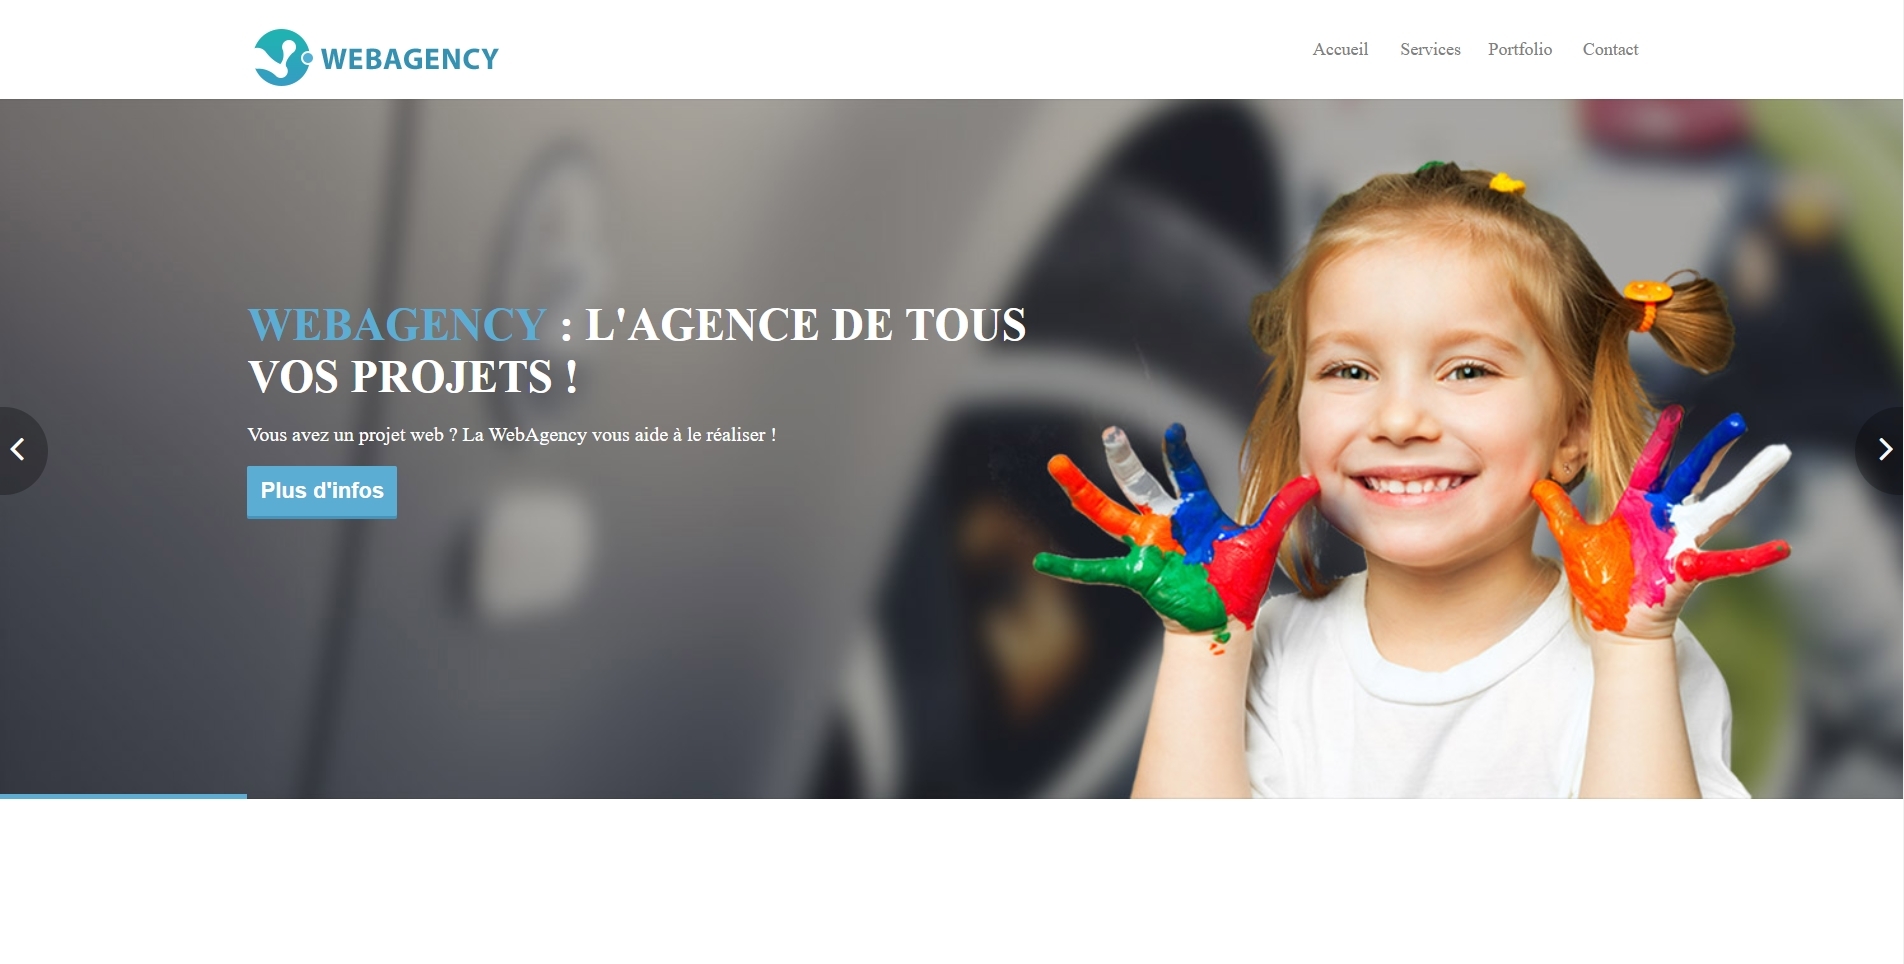 WEBAGENCY
Accueil Services Portfolio Contact
WEBAGENCY : L'AGENCE DE TOUS
VOS PROJETS !
Vous avez un projet web ? La WebAgency vous aide à le réaliser !
Plus d'infos